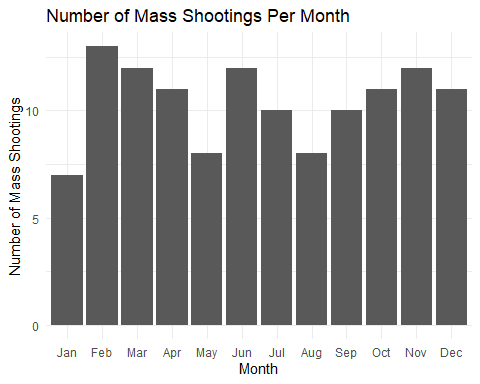 Number of Mass Shootings Per Month
Number of Mass Shootings
10
5
0
Jan Feb Mar Apr May Jun Jul Aug Sep Oct Nov Dec
Month